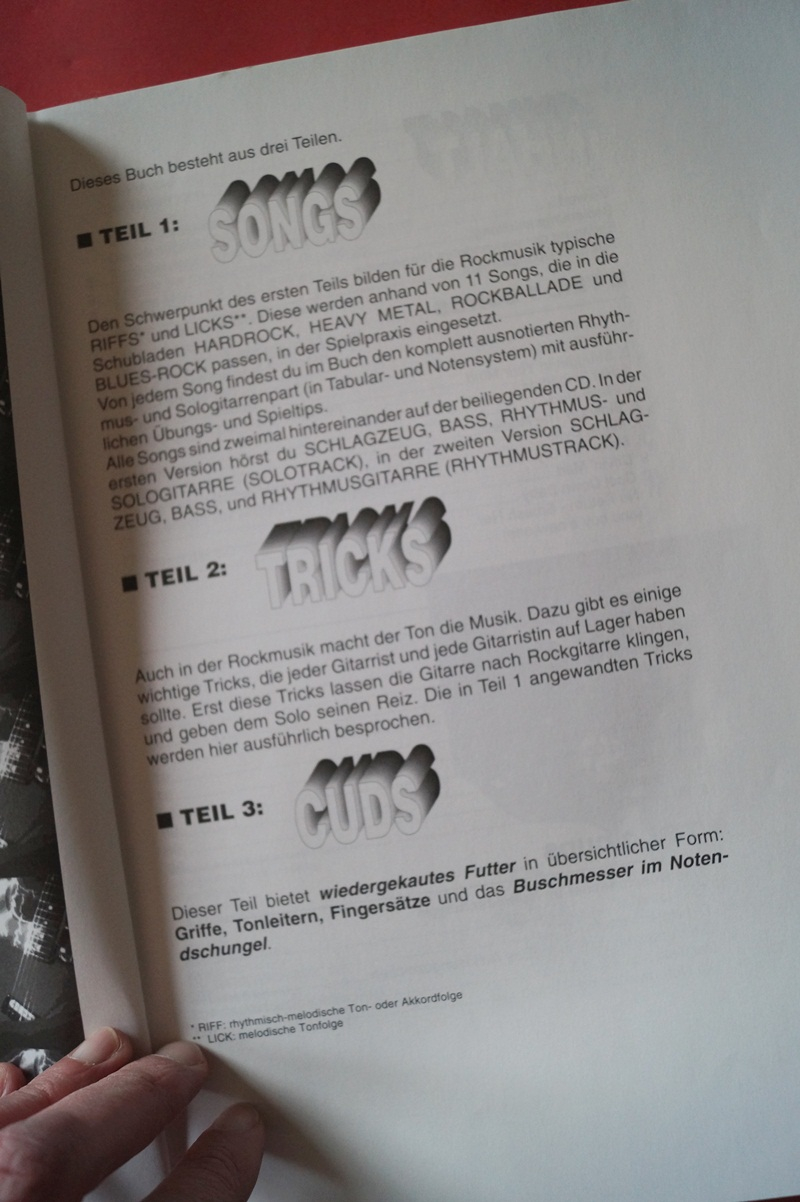 Dieses Buch besteht aus drei Teilen.
■ TEIL 1: SONGS
Den Schwerpunkt des ersten Teils bilden für die Rockmusik typische
RIFFS* und LICKS**. Diese werden anhand von 11 Songs, die in die
Schubladen HARDROCK, HEAVY METAL, ROCKBALLADE und
BLUES-ROCK passen, in der Spielpraxis eingesetzt.
Von jedem Song findest du im Buch den komplett ausnotierten Rhyth-
mus- und Sologitarrenpart (in Tabular- und Notensystem) mit ausführ-
lichen Übungs- und Spieltips.
Alle Songs sind zweimal hintereinander auf der beiliegenden CD. In der
ersten Version hörst du SCHLAGZEUG, BASS, RHYTHMUS- und
SOLOGITARRE (SOLOTRACK), in der zweiten Version SCHLAG-
ZEUG, BASS, und RHYTHMUSGITARRE (RHYTHMUSTRACK).
■ TEIL 2: TRICKS
Auch in der Rockmusik macht der Ton die Musik. Dazu gibt es einige
wichtige Tricks, die jeder Gitarrist und jede Gitarristin auf Lager haben
sollte. Erst diese Tricks lassen die Gitarre nach Rockgitarre klingen,
und geben dem Solo seinen Reiz. Die in Teil 1 angewandten Tricks
werden hier ausführlich besprochen.
■ TEIL 3: CUDS
Dieser Teil bietet wiedergekautes Futter in übersichtlicher Form:
Griffe, Tonleitern, Fingersätze und das Buschmesser im Noten-
dschungel.
* RIFF: rhythmisch-melodische Ton- oder Akkordfolge
** LICK: melodische Tonfolge